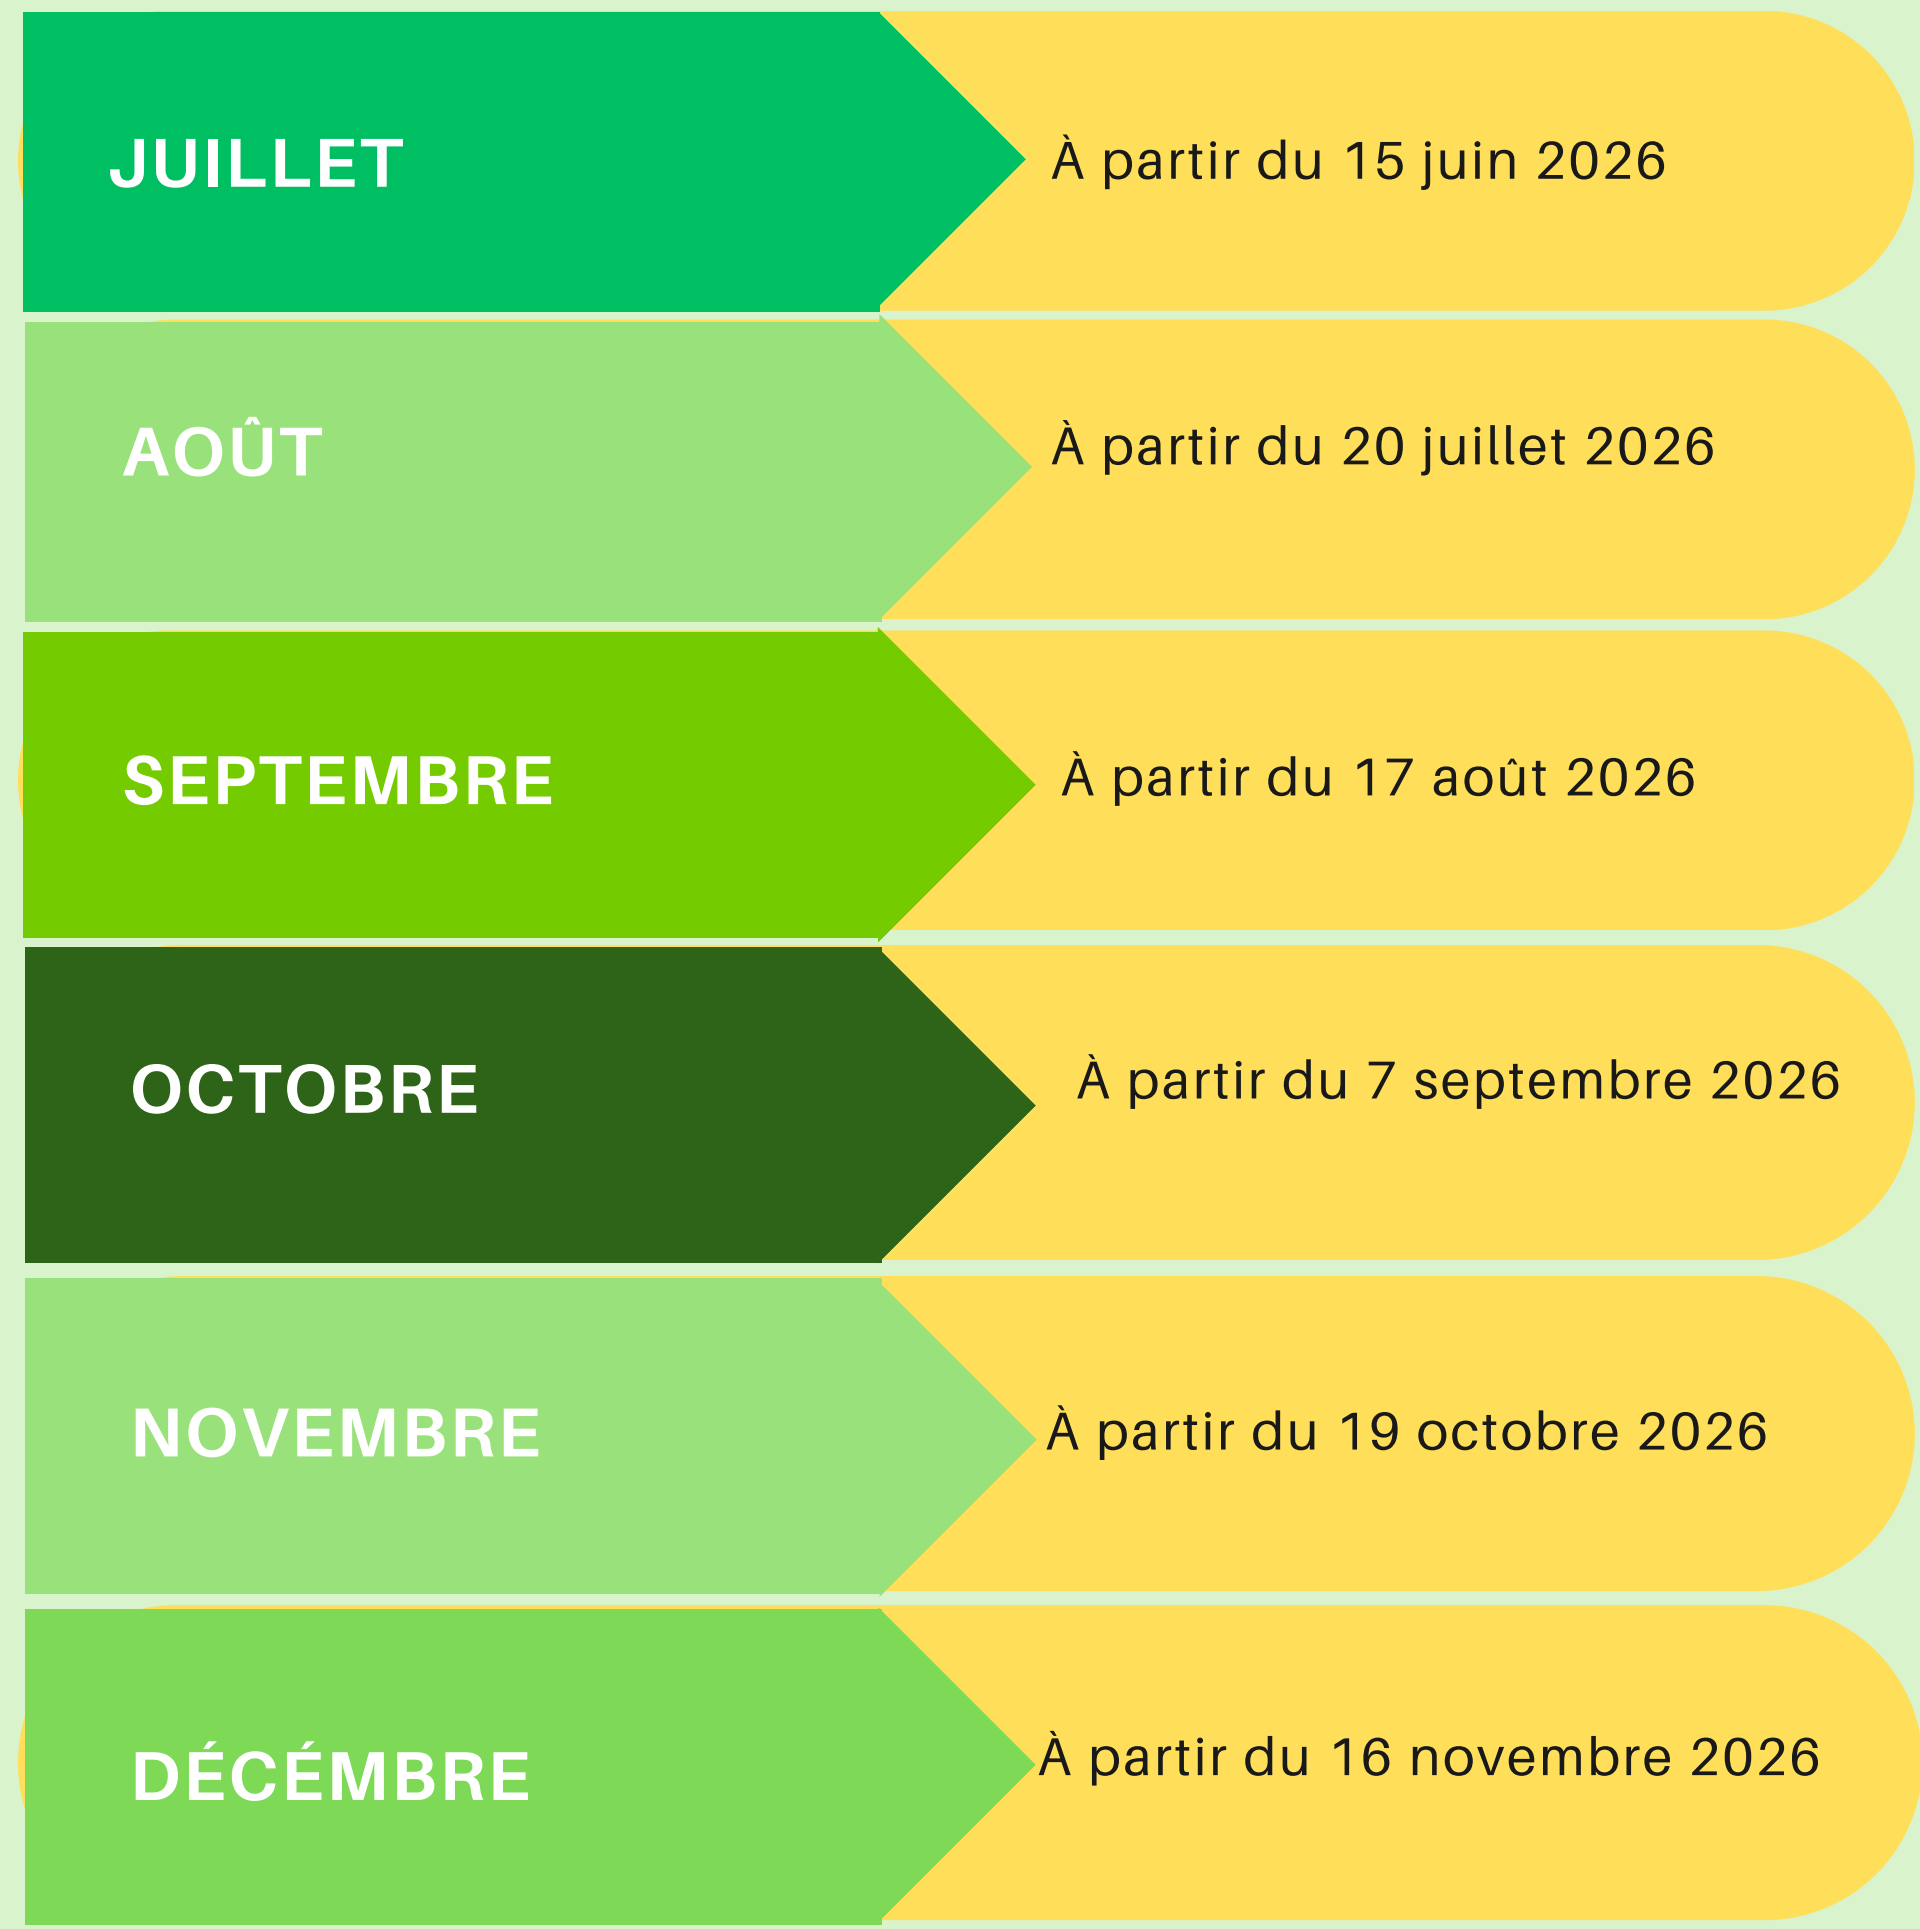 JUILLET
À partir du 15 juin 2026
AOÛT
À partir du 20 juillet 2026
SEPTEMBRE
À partir du 17 août 2026
OCTOBRE
À partir du 7 septembre 2026
NOVEMBRE
À partir du 19 octobre 2026
DÉCÉMBRE
À partir du 16 novembre 2026